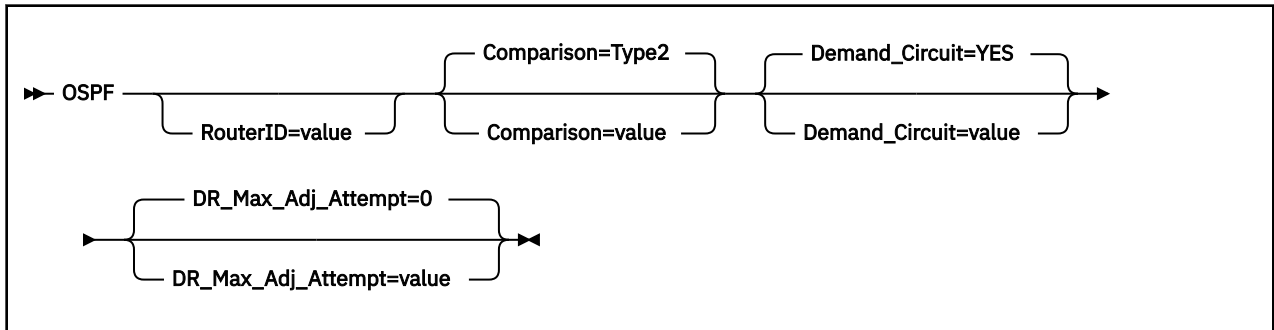 Comparison=Type2
Demand_Circuit=YES
OSPF
RouterID=value
Comparison=value
Demand_Circuit=value
DR_Max_Adj_Attempt=0
DR_Max_Adj_Attempt=value